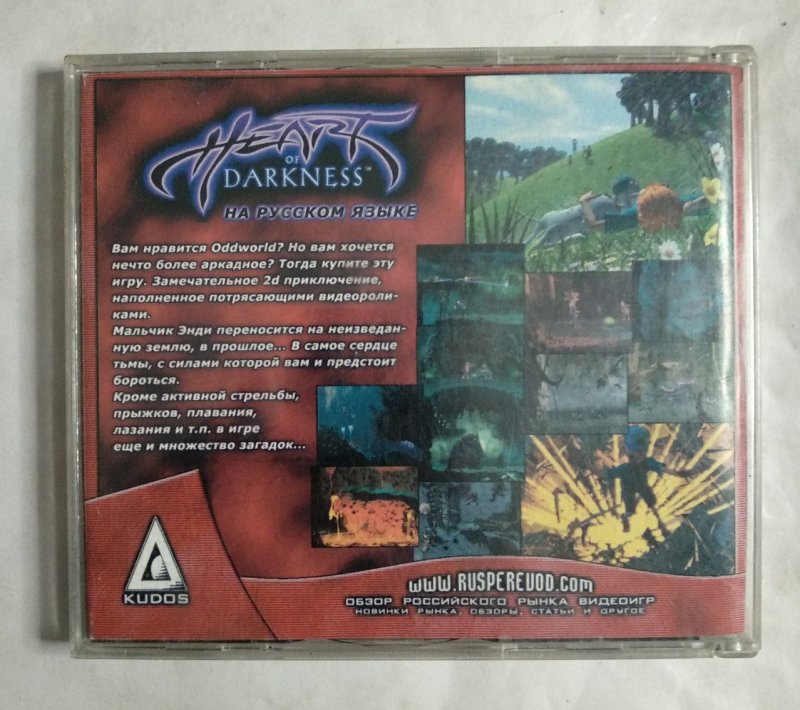 HEART
OF
DARKNESS™
НА РУССКОМ ЯЗЫКЕ
Вам нравится Oddworld? Но вам хочется
нечто более аркадное? Тогда купите эту
игру. Замечательное 2d приключение,
наполненное потрясающими видеороли-
ками.
Мальчик Энди переносится на неизведан-
ную землю, в прошлое... В самое сердце
тьмы, с силами которой вам и предстоит
бороться.
Кроме активной стрельбы,
прыжков, плавания,
лазания и т.п. в игре
еще и множество загадок...
KUDOS
WWW.RUSPEREVOD.COM
ОБЗОР РОССИЙСКОГО РЫНКА ВИДЕОИГР
НОВИНКИ РЫНКА, ОБЗОРЫ, СТАТЬИ И ДРУГОЕ